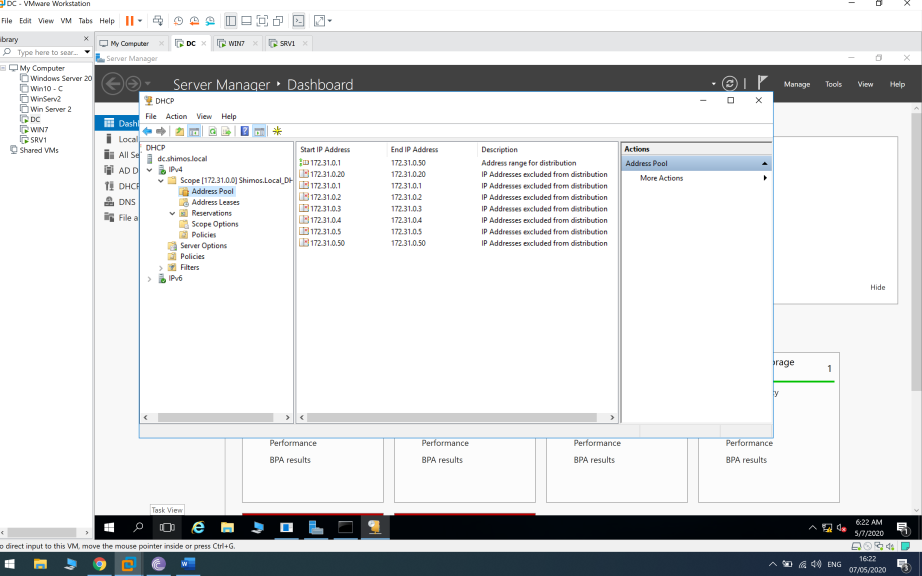 DC - VMware Workstation
File Edit View VM Tabs Help
Library
Type here to sear...
My Computer
Windows Server 20
Win10 - C
WinServ2
Win Server 2
DC
WIN7
SRV1
Shared VMs
My Computer DC WIN7 SRV1
Server Manager
Server Manager Dashboard
Manage Tools View Help
Dash
Local
All Se
AD D
DHCP
DNS
File a
DHCP
File Action View Help
DHCP
dc.shimos.local
IPv4
Scope [172.31.0.0] Shimos.Local_DH
Address Pool
Address Leases
Reservations
Scope Options
Policies
Server Options
Policies
Filters
IPv6
Start IP Address End IP Address Description
172.31.0.1 172.31.0.50 Address range for distribution
172.31.0.20 172.31.0.20 IP Addresses excluded from distribution
172.31.0.1 172.31.0.1 IP Addresses excluded from distribution
172.31.0.2 172.31.0.2 IP Addresses excluded from distribution
172.31.0.3 172.31.0.3 IP Addresses excluded from distribution
172.31.0.4 172.31.0.4 IP Addresses excluded from distribution
172.31.0.5 172.31.0.5 IP Addresses excluded from distribution
172.31.0.50 172.31.0.50 IP Addresses excluded from distribution
Actions
Address Pool
More Actions
Hide
orage 1
ty
Performance Performance Performance Performance
BPA results BPA results BPA results BPA results
Task View
6:22 AM
5/7/2020
1
o direct input to this VM, move the mouse pointer inside or press Ctrl+G.
ENG
16:22
07/05/2020
3